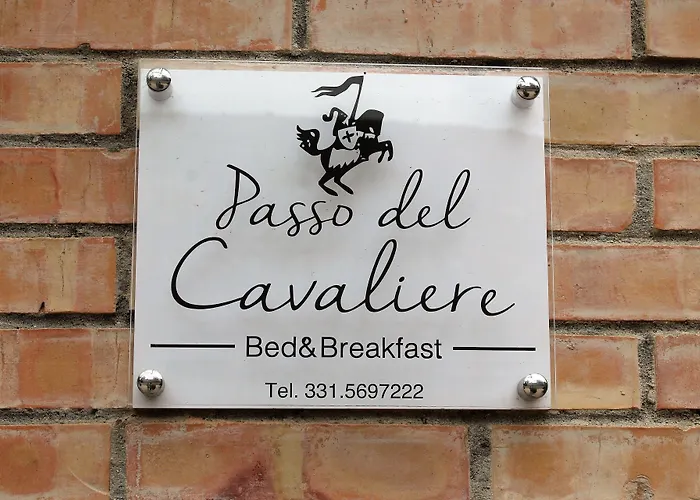 Passo del
Cavaliere
Bed&Breakfast
Tel. 331.5697222